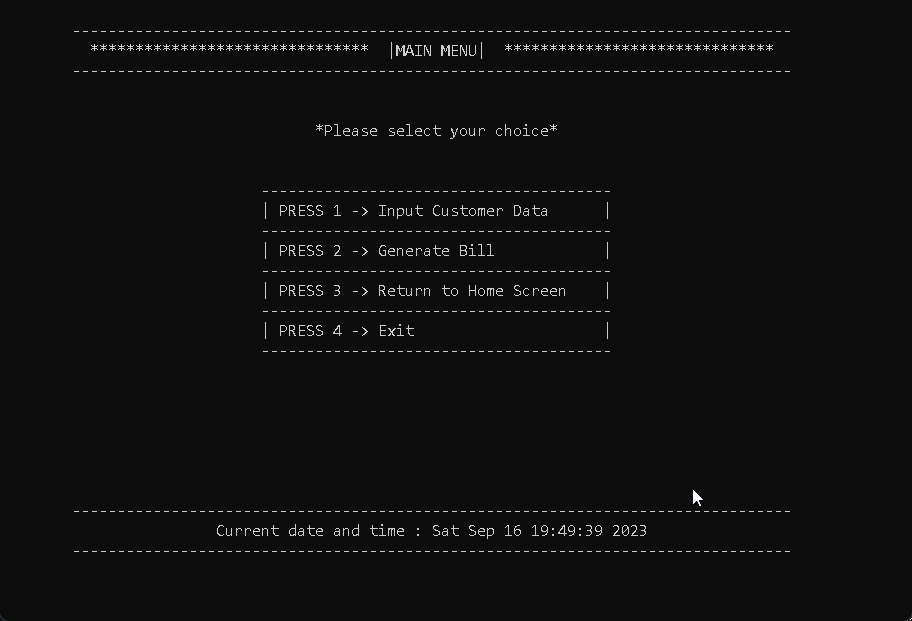 --------------------------------------------------------------------------------
******************************* |MAIN MENU| ******************************
--------------------------------------------------------------------------------
*Please select your choice*
---------------------------------------
| PRESS 1 -> Input Customer Data |
---------------------------------------
| PRESS 2 -> Generate Bill |
---------------------------------------
| PRESS 3 -> Return to Home Screen |
---------------------------------------
| PRESS 4 -> Exit |
---------------------------------------
--------------------------------------------------------------------------------
Current date and time : Sat Sep 16 19:49:39 2023
--------------------------------------------------------------------------------